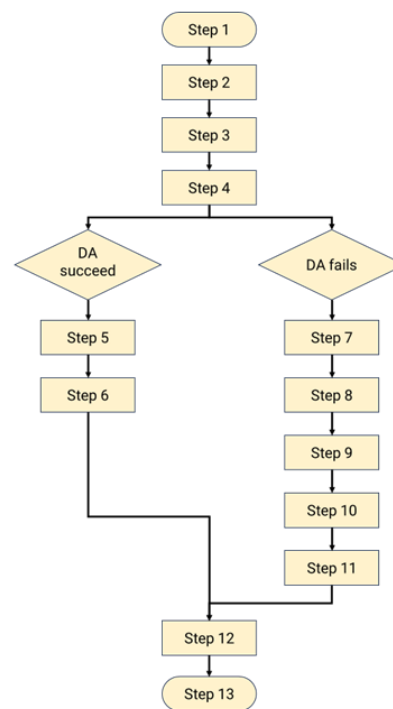 Step 1
Step 2
Step 3
Step 4
DA
succeed
DA fails
Step 5
Step 7
Step 6
Step 8
Step 9
Step 10
Step 11
Step 12
Step 13